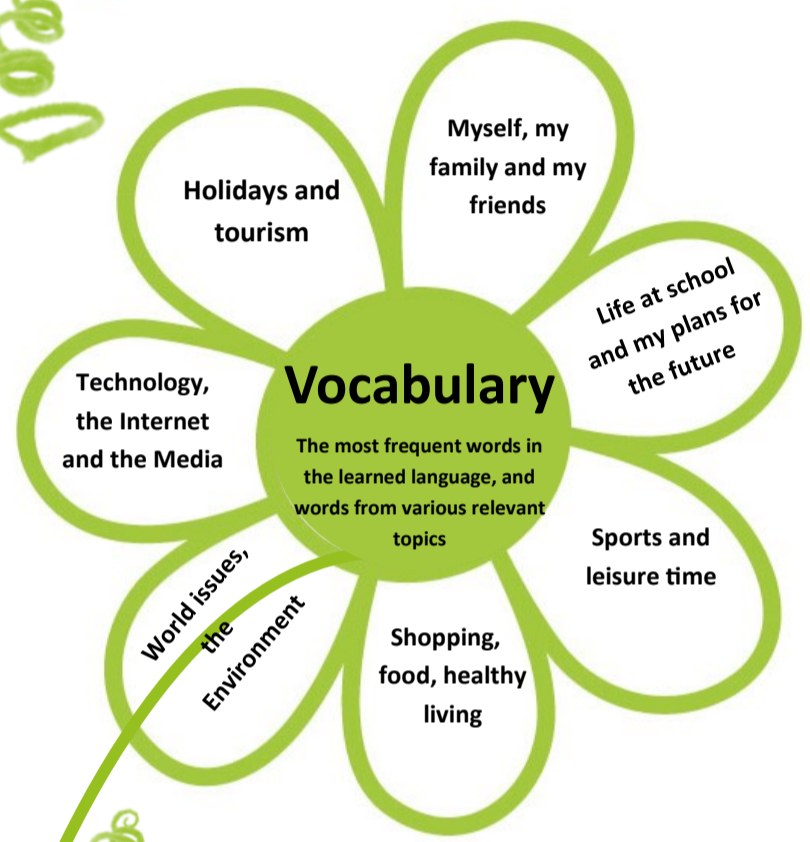 Vocabulary
The most frequent words in
the learned language, and
words from various relevant
topics
Myself, my
family and my
friends
Life at school
and my plans for
the future
Sports and
leisure time
Shopping,
food, healthy
living
World issues,
the
Environment
Technology,
the Internet
and the Media
Holidays and
tourism